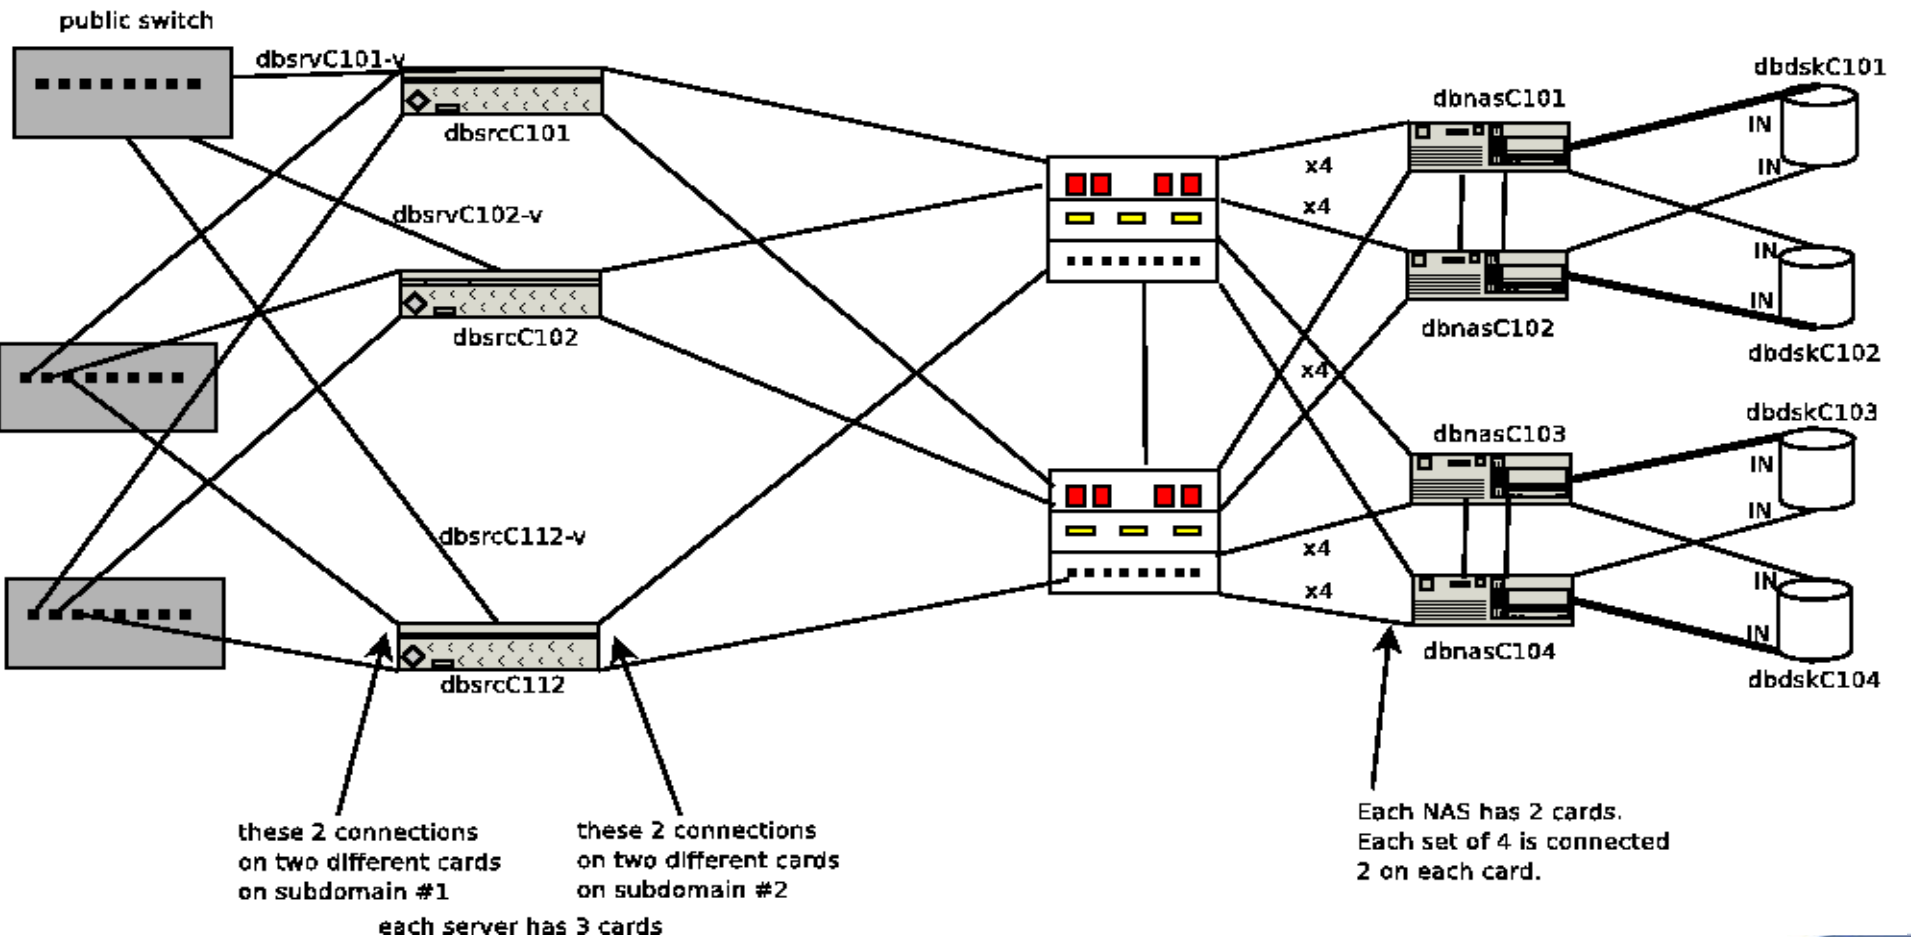 public switch
dbsrvC101-v
dbsrcC101
dbsrvC102-v
dbsrcC102
dbsrcC112-v
dbsrcC112
x4
x4
x4
x4
x4
dbnasC101
dbnasC102
dbnasC103
dbnasC104
dbdskC101
IN
IN
IN
IN
dbdskC102
dbdskC103
IN
IN
IN
IN
dbdskC104
these 2 connections
on two different cards
on subdomain #1
these 2 connections
on two different cards
on subdomain #2
each server has 3 cards
Each NAS has 2 cards.
Each set of 4 is connected
2 on each card.